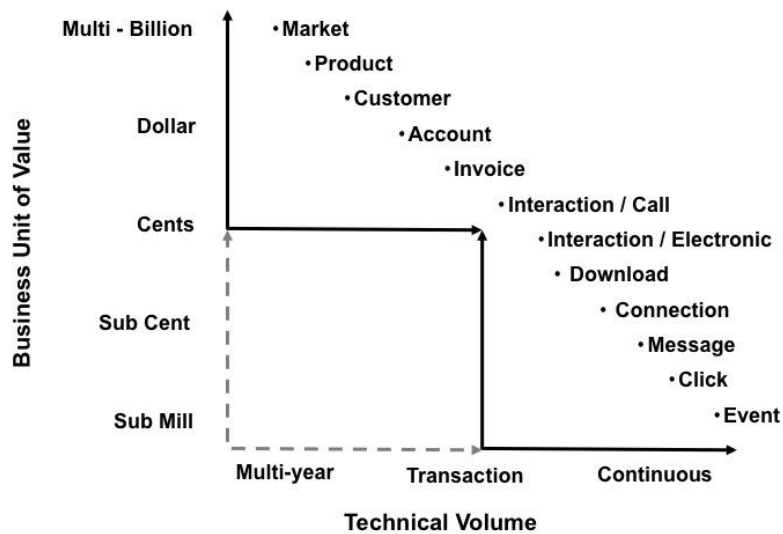 Multi - Billion
• Market
• Product
• Customer
Dollar
• Account
• Invoice
• Interaction / Call
Cents
• Interaction / Electronic
• Download
• Connection
Sub Cent
• Message
• Click
Sub Mill
• Event
Business Unit of Value
Multi-year
Transaction
Continuous
Technical Volume